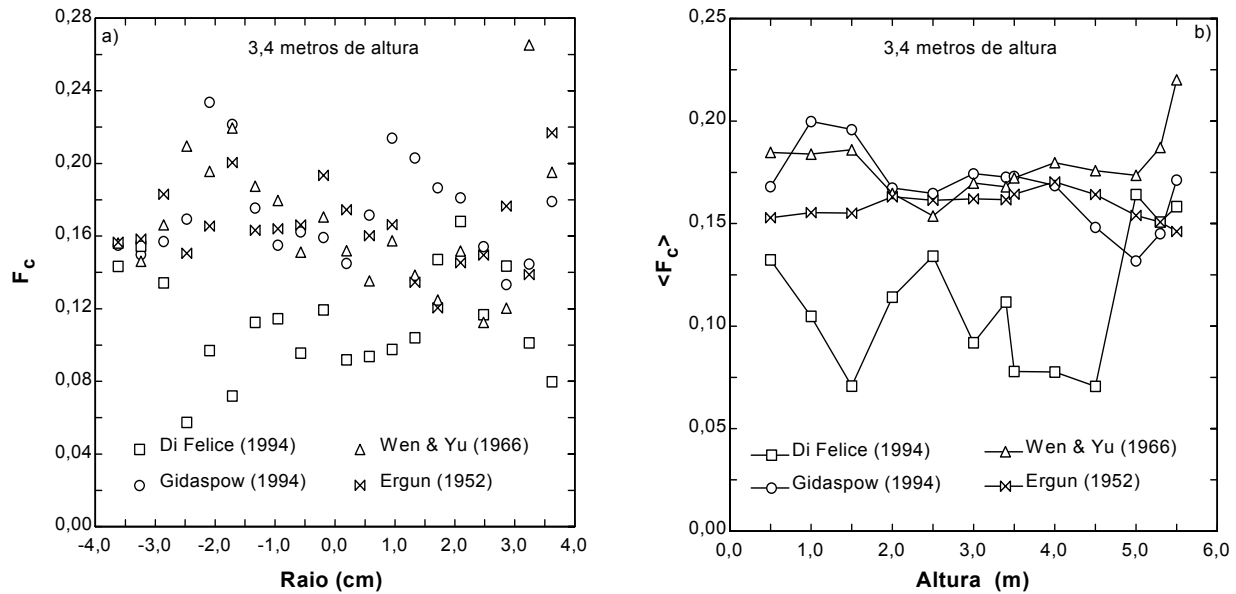 a)
3,4 metros de altura
0,28
0,24
0,20
0,16
0,12
0,08
0,04
0,00
F_c
Di Felice (1994)
Wen & Yu (1966)
Gidaspow (1994)
Ergun (1952)
-4,0 -3,0 -2,0 -1,0 0,0 1,0 2,0 3,0 4,0
Raio (cm)
b)
3,4 metros de altura
0,25
0,20
0,15
0,10
0,05
0,00
<F_c>
Di Felice (1994)
Wen & Yu (1966)
Gidaspow (1994)
Ergun (1952)
0,0 1,0 2,0 3,0 4,0 5,0 6,0
Altura (m)